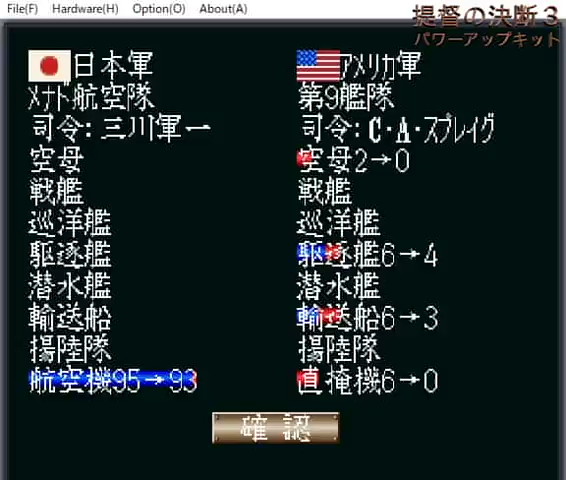 File(F) Hardware(H) Option(O) About(A)
提督の決断3
パワーアップキット
日本軍
メナド航空隊
司令:三川軍一
空母
戦艦
巡洋艦
駆逐艦
潜水艦
輸送船
揚陸隊
航空機95→93
アメリカ軍
第9艦隊
司令:C・A・スプレイグ
空母2→0
戦艦
巡洋艦
駆逐艦6→4
潜水艦
輸送船6→3
揚陸隊
直掩機6→0
確認